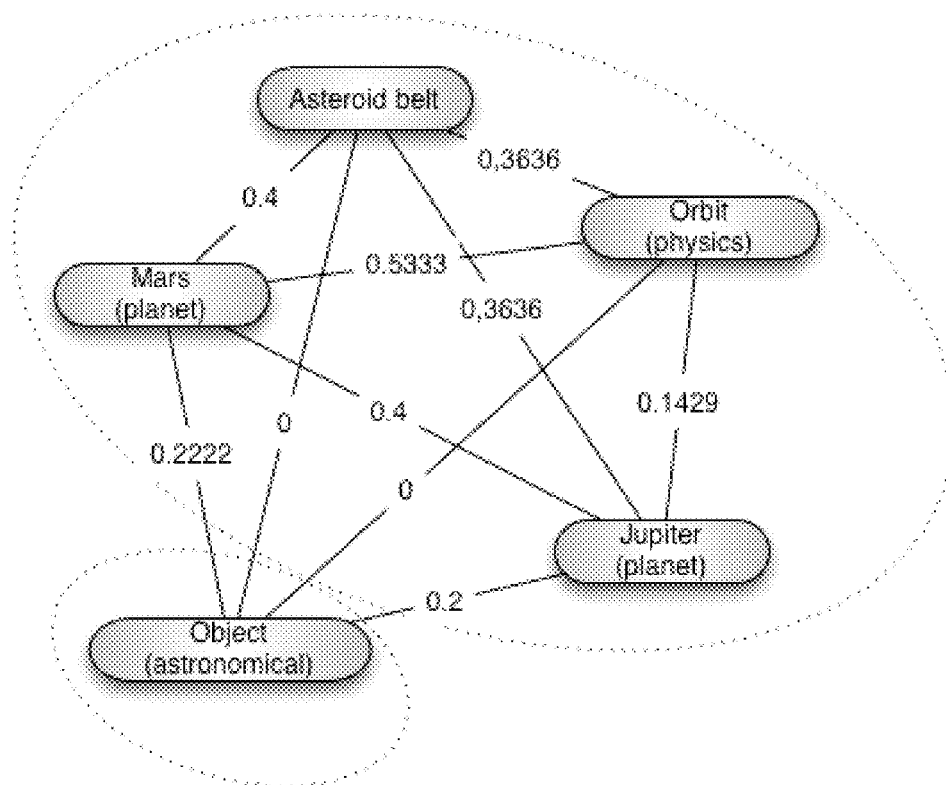 Asteroid belt
0,3636
0.4
Orbit
(physics)
0.5333
Mars
(planet)
0,3636
0.4
0.1429
0
0.2222
0
Jupiter
(planet)
0.2
Object
(astronomical)